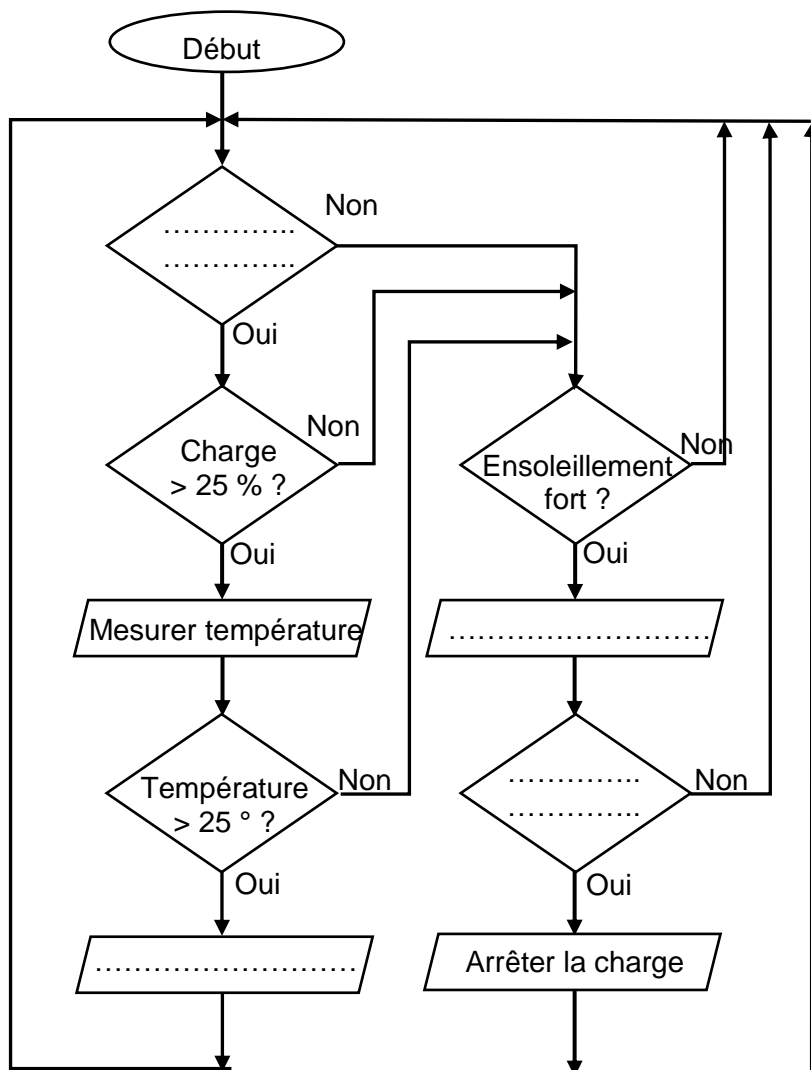 Début
Non
…………..
…………..
Oui
Charge
> 25 % ?
Non
Oui
Mesurer température
Température
> 25 ° ?
Non
Oui
………………………
Ensoleillement
fort ?
Non
Oui
………………………
…………..
…………..
Non
Oui
Arrêter la charge